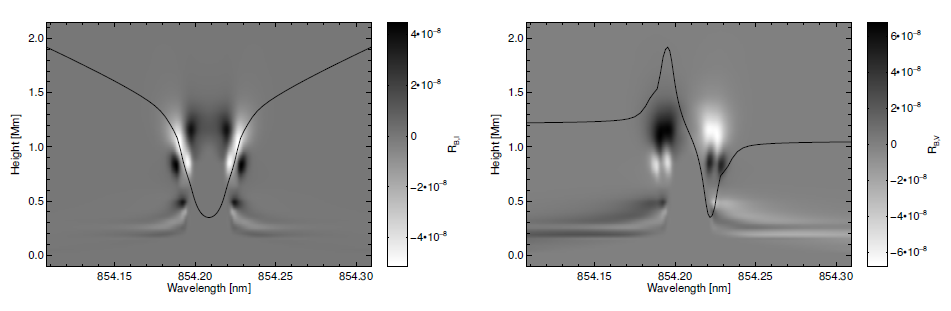 2.0
1.5
1.0
0.5
0.0
Height [Mm]
854.15 854.20 854.25 854.30
Wavelength [nm]
4•10⁻⁸
2•10⁻⁸
0
−2•10⁻⁸
−4•10⁻⁸
R_B,I
2.0
1.5
1.0
0.5
0.0
Height [Mm]
854.15 854.20 854.25 854.30
Wavelength [nm]
6•10⁻⁸
4•10⁻⁸
2•10⁻⁸
0
−2•10⁻⁸
−4•10⁻⁸
−6•10⁻⁸
R_B,V